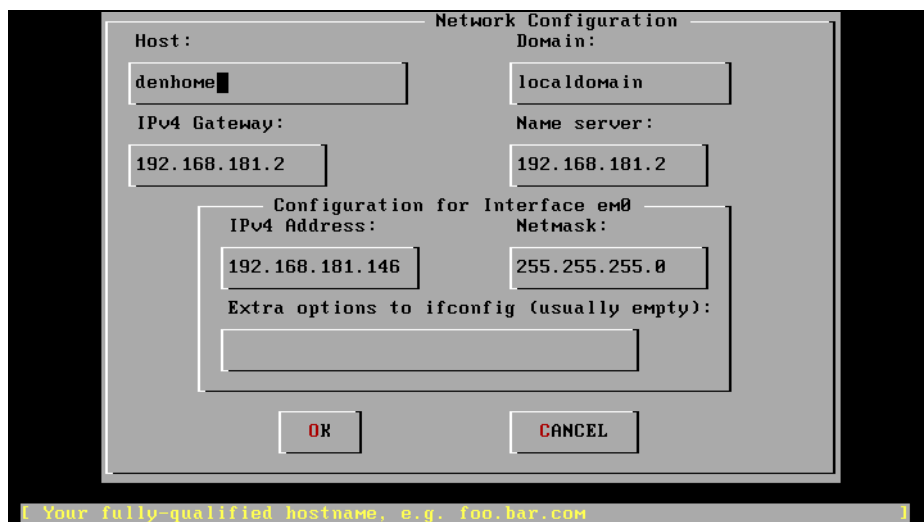 Network Configuration
Host: Domain:
denhome localdomain
IPv4 Gateway: Name server:
192.168.181.2 192.168.181.2
Configuration for Interface em0
IPv4 Address: Netmask:
192.168.181.146 255.255.255.0
Extra options to ifconfig (usually empty):
OK CANCEL
[ Your fully-qualified hostname, e.g. foo.bar.com ]